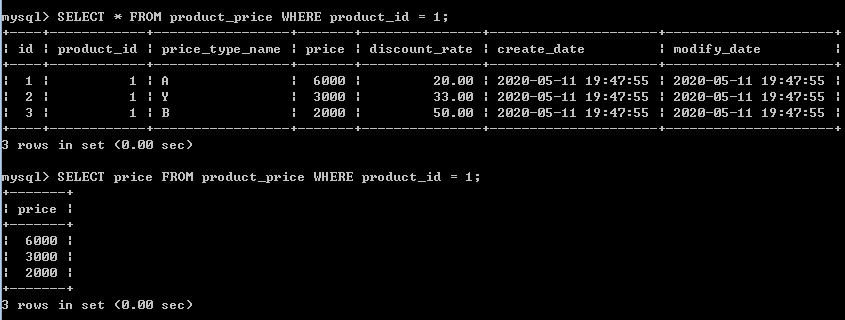 mysql> SELECT * FROM product_price WHERE product_id = 1;
+----+------------+-----------------+-------+---------------+---------------------+---------------------+
| id | product_id | price_type_name | price | discount_rate | create_date         | modify_date         |
+----+------------+-----------------+-------+---------------+---------------------+---------------------+
|  1 |          1 | A               |  6000 |         20.00 | 2020-05-11 19:47:55 | 2020-05-11 19:47:55 |
|  2 |          1 | Y               |  3000 |         33.00 | 2020-05-11 19:47:55 | 2020-05-11 19:47:55 |
|  3 |          1 | B               |  2000 |         50.00 | 2020-05-11 19:47:55 | 2020-05-11 19:47:55 |
+----+------------+-----------------+-------+---------------+---------------------+---------------------+
3 rows in set (0.00 sec)
mysql> SELECT price FROM product_price WHERE product_id = 1;
+-------+
| price |
+-------+
|  6000 |
|  3000 |
|  2000 |
+-------+
3 rows in set (0.00 sec)